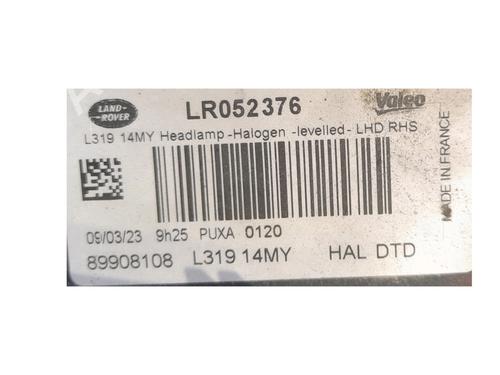 LAND-
ROVER
LR052376
Valeo
L319 14MY Headlamp -Halogen -levelled- LHD RHS
MADE IN FRANCE
09/03/23 9h25 PUXA 0120
89908108 L319 14MY HAL DTD